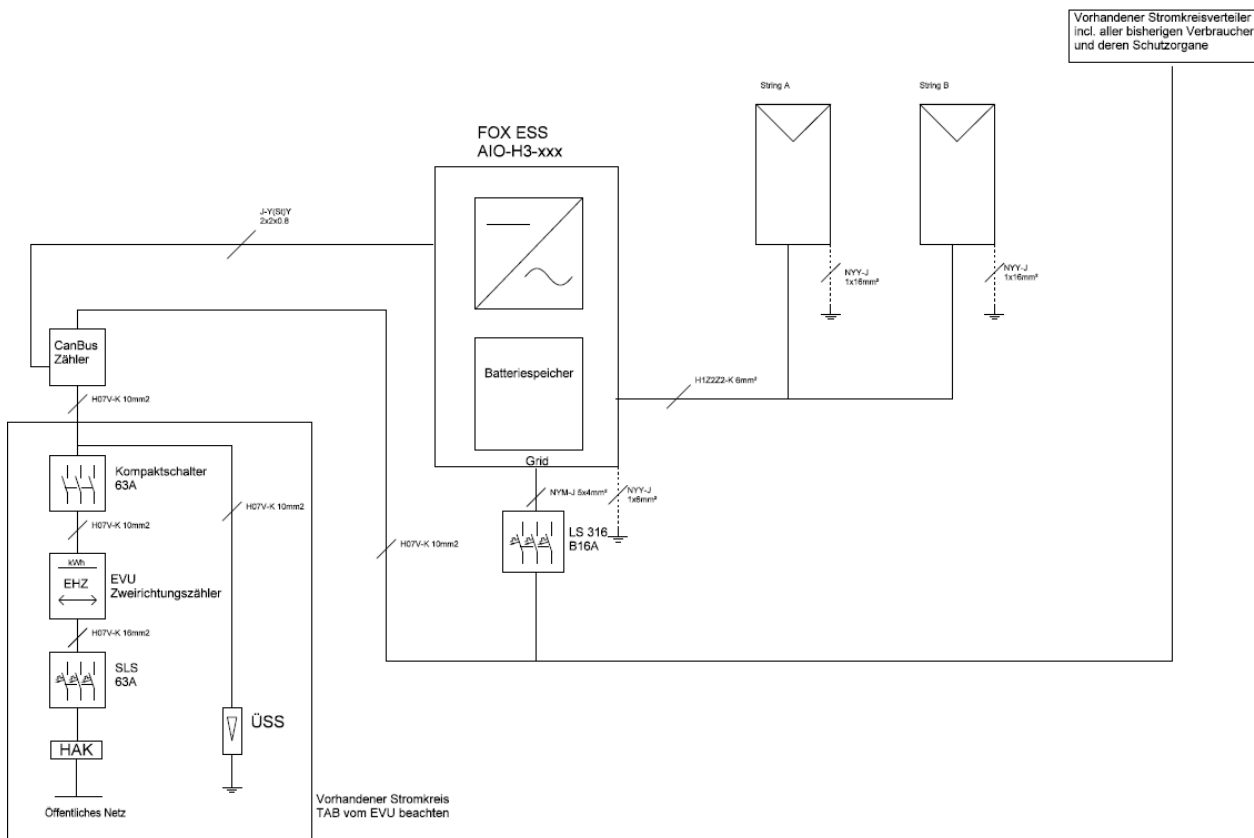 Vorhandener Stromkreisverteiler
incl. aller bisherigen Verbraucher
und deren Schutzorgane
String A
String B
FOX ESS
AIO-H3-xxx
J-Y(St)Y
2x2x0.8
NYY-J
1x16mm²
NYY-J
1x16mm²
CanBus
Zähler
Batteriespeicher
H1Z2Z2-K 6mm²
H07V-K 10mm2
Grid
Kompaktschalter
63A
NYM-J 5x4mm²
NYY-J
1x6mm²
H07V-K 10mm2
H07V-K 10mm2
LS 316
B16A
H07V-K 10mm2
kWh
EHZ
EVU
Zweirichtungszähler
H07V-K 16mm2
SLS
63A
ÜSS
HAK
Öffentliches Netz
Vorhandener Stromkreis
TAB vom EVU beachten